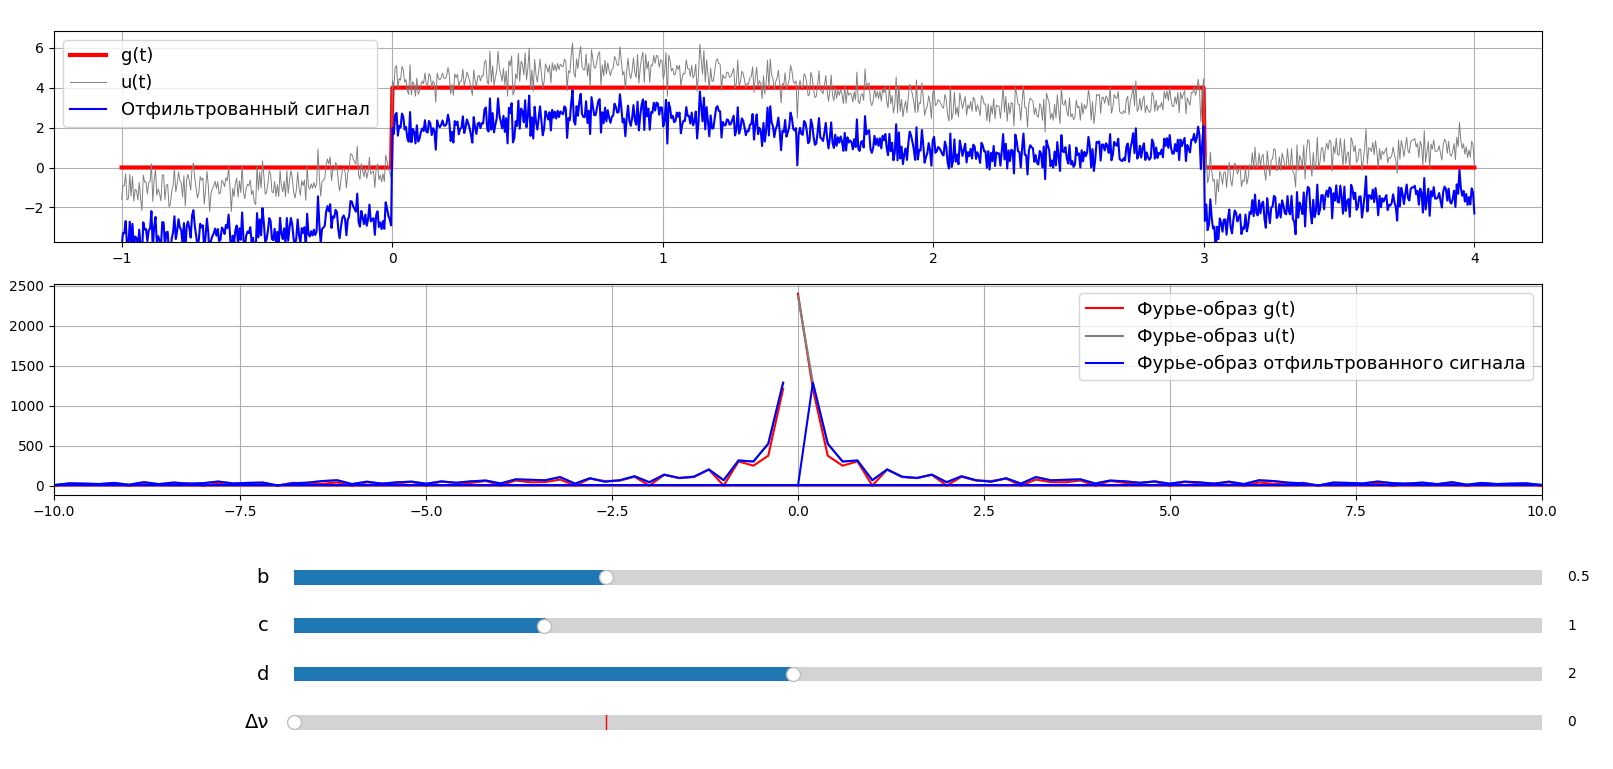 6
4
2
0
−2
g(t)
u(t)
Отфильтрованный сигнал
−1 0 1 2 3 4
2500
2000
1500
1000
500
0
Фурье-образ g(t)
Фурье-образ u(t)
Фурье-образ отфильтрованного сигнала
−10.0 −7.5 −5.0 −2.5 0.0 2.5 5.0 7.5 10.0
b 0.5
c 1
d 2
Δν 0